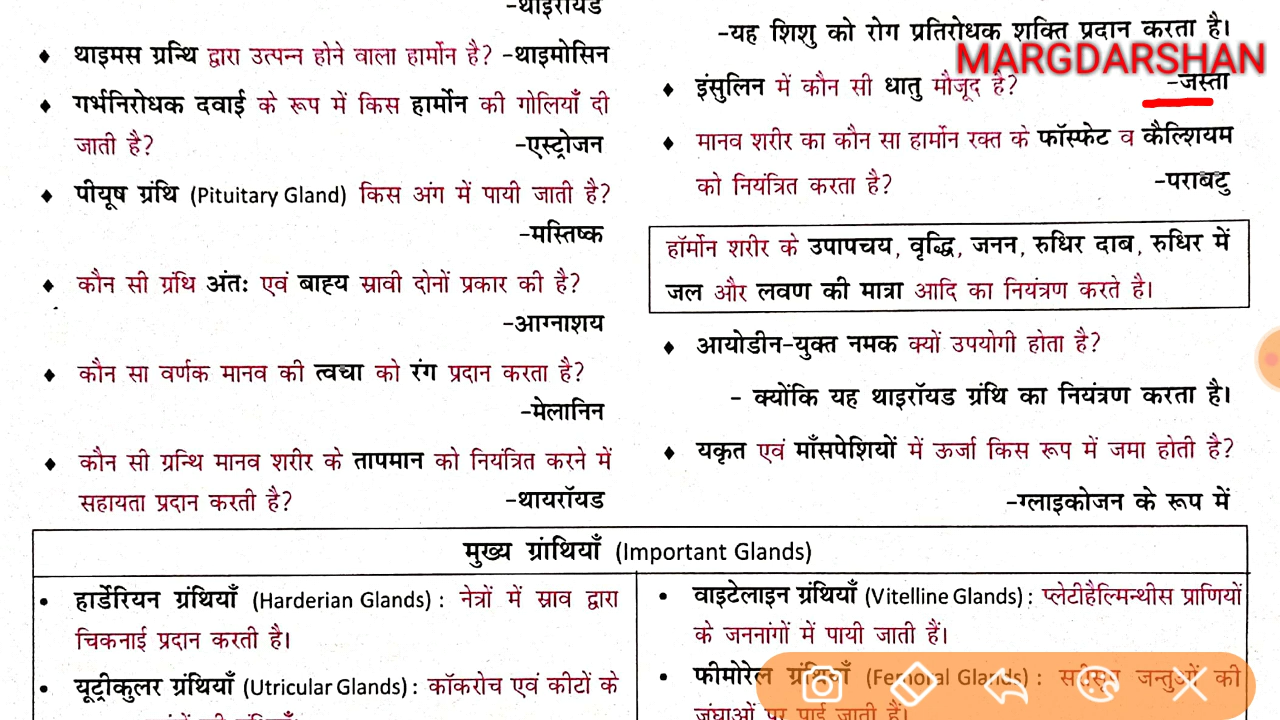 -थाइरॉयड
♦ थाइमस ग्रन्थि द्वारा उत्पन्न होने वाला हार्मोन है? -थाइमोसिन
♦ गर्भनिरोधक दवाई के रूप में किस हार्मोन की गोलियाँ दी
जाती है? -एस्ट्रोजन
♦ पीयूष ग्रंथि (Pituitary Gland) किस अंग में पायी जाती है?
-मस्तिष्क
♦ कौन सी ग्रंथि अंतः एवं बाह्य स्रावी दोनों प्रकार की है?
-आग्नाशय
♦ कौन सा वर्णक मानव की त्वचा को रंग प्रदान करता है?
-मेलानिन
♦ कौन सी ग्रन्थि मानव शरीर के तापमान को नियंत्रित करने में
सहायता प्रदान करती है? -थायरॉयड
-यह शिशु को रोग प्रतिरोधक शक्ति प्रदान करता है।
MARGDARSHAN
♦ इंसुलिन में कौन सी धातु मौजूद है? -जस्ता
♦ मानव शरीर का कौन सा हार्मोन रक्त के फॉस्फेट व कैल्शियम
को नियंत्रित करता है? -पराबटु
हॉर्मोन शरीर के उपापचय, वृद्धि, जनन, रुधिर दाब, रुधिर में
जल और लवण की मात्रा आदि का नियंत्रण करते है।
♦ आयोडीन-युक्त नमक क्यों उपयोगी होता है?
- क्योंकि यह थाइरॉयड ग्रंथि का नियंत्रण करता है।
♦ यकृत एवं माँसपेशियों में ऊर्जा किस रूप में जमा होती है?
-ग्लाइकोजन के रूप में
मुख्य ग्रांथियाँ (Important Glands)
• हार्डेरियन ग्रंथियाँ (Harderian Glands) : नेत्रों में स्राव द्वारा
चिकनाई प्रदान करती है।
• यूट्रीकुलर ग्रंथियाँ (Utricular Glands) : कॉकरोच एवं कीटों के
• वाइटेलाइन ग्रंथियाँ (Vitelline Glands) : प्लेटीहैल्मिन्थीस प्राणियों
के जननांगों में पायी जाती हैं।
• फीमोरेल ग्रंथियाँ (Femoral Glands) : सरीसृप जन्तुओं की
जंघाओं पर पाई जाती हैं।